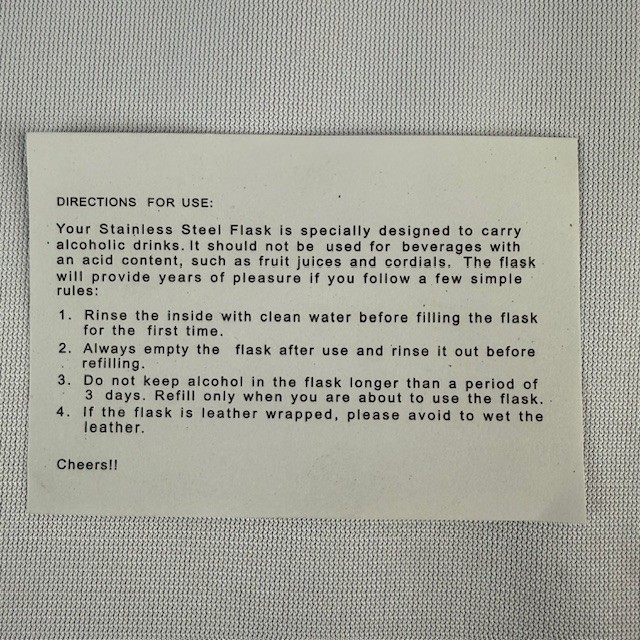 DIRECTIONS FOR USE:
Your Stainless Steel Flask is specially designed to carry
alcoholic drinks. It should not be used for beverages with
an acid content, such as fruit juices and cordials. The flask
will provide years of pleasure if you follow a few simple
rules:
1. Rinse the inside with clean water before filling the flask
for the first time.
2. Always empty the flask after use and rinse it out before
refilling.
3. Do not keep alcohol in the flask longer than a period of
3 days. Refill only when you are about to use the flask.
4. If the flask is leather wrapped, please avoid to wet the
leather.
Cheers!!